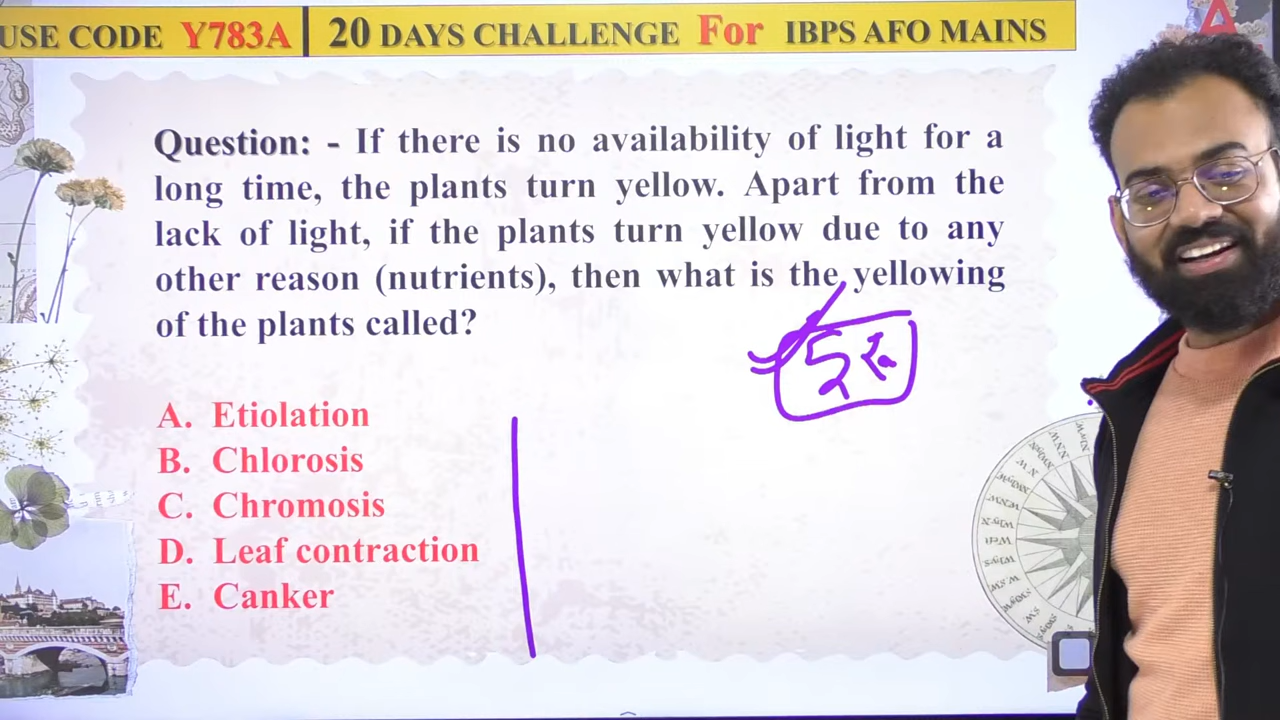 USE CODE Y783A | 20 DAYS CHALLENGE For IBPS AFO MAINS
Question: - If there is no availability of light for a
long time, the plants turn yellow. Apart from the
lack of light, if the plants turn yellow due to any
other reason (nutrients), then what is the yellowing
of the plants called?
A. Etiolation
B. Chlorosis
C. Chromosis
D. Leaf contraction
E. Canker